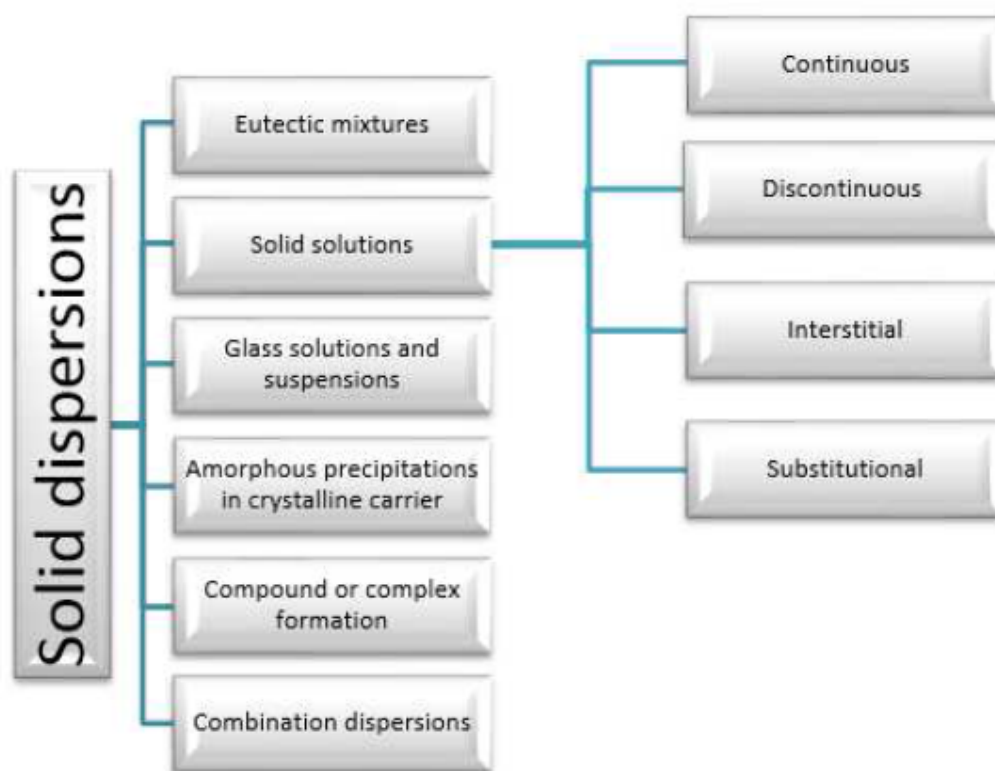 Solid dispersions
Eutectic mixtures
Solid solutions
Glass solutions and
suspensions
Amorphous precipitations
in crystalline carrier
Compound or complex
formation
Combination dispersions
Continuous
Discontinuous
Interstitial
Substitutional